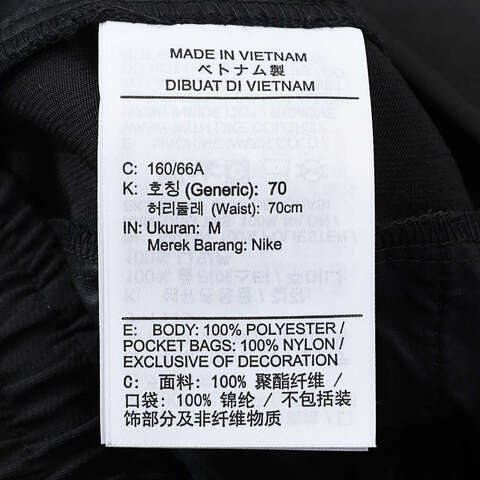 MADE IN VIETNAM
ベトナム製
DIBUAT DI VIETNAM
C: 160/66A
K: 호칭 (Generic): 70
허리둘레 (Waist): 70cm
IN: Ukuran: M
Merek Barang: Nike
E: BODY: 100% POLYESTER /
POCKET BAGS: 100% NYLON /
EXCLUSIVE OF DECORATION
C: 面料: 100% 聚酯纤维 /
口袋: 100% 锦纶 / 不包括装
饰部分及非纤维物质